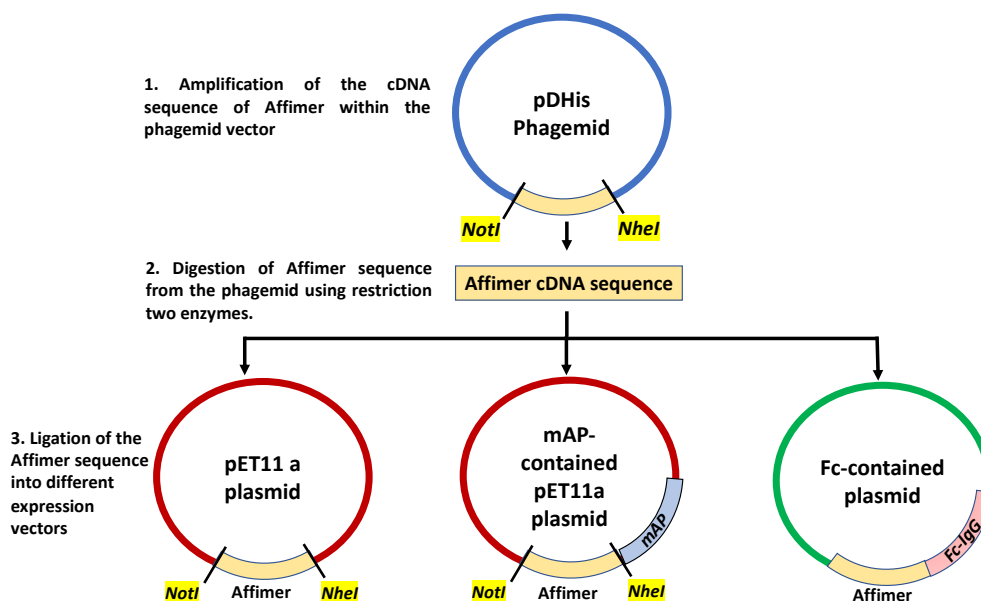 1. Amplification of the cDNA
sequence of Affimer within the
phagemid vector
pDHis
Phagemid
NotI
NheI
2. Digestion of Affimer sequence
from the phagemid using restriction
two enzymes.
Affimer cDNA sequence
3. Ligation of the
Affimer sequence
into different
expression
vectors
pET11 a
plasmid
NotI
Affimer
NheI
mAP-
contained
pET11a
plasmid
mAP
NotI
Affimer
NheI
Fc-contained
plasmid
Fc-IgG
Affimer